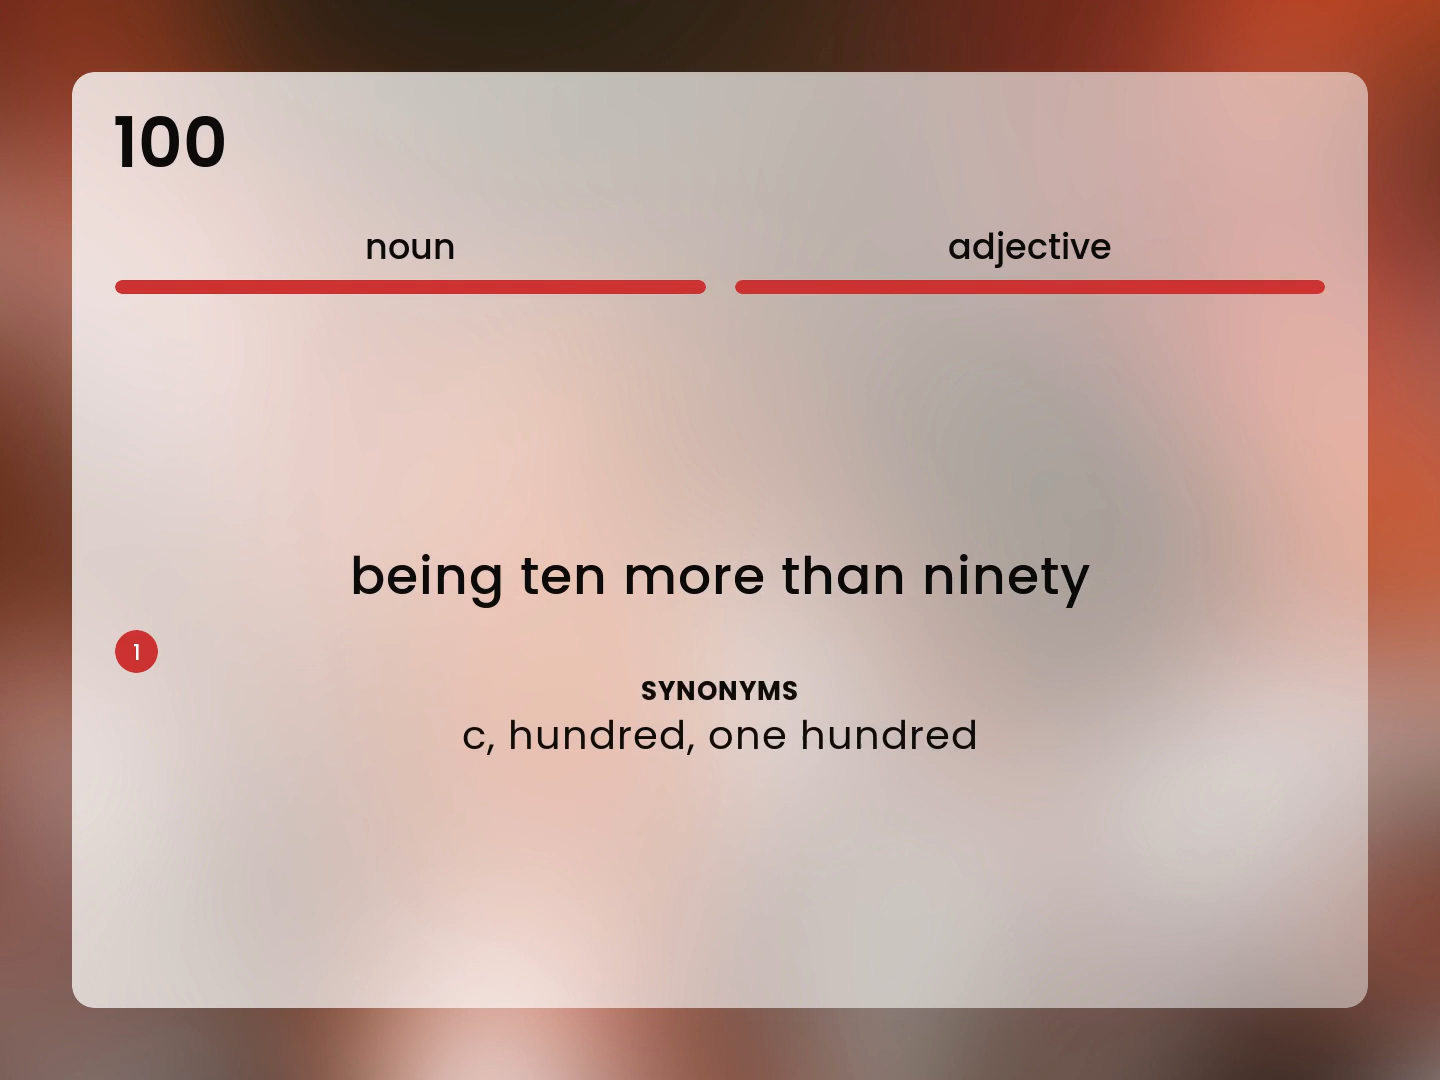 100
noun
adjective
being ten more than ninety
1
SYNONYMS
c, hundred, one hundred